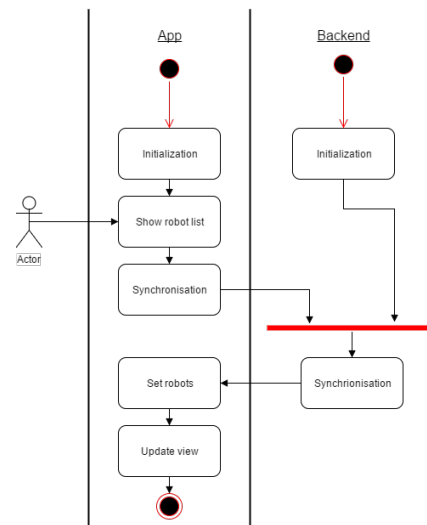 App
Backend
Initialization
Initialization
Show robot list
Actor
Synchronisation
Set robots
Synchrionisation
Update view